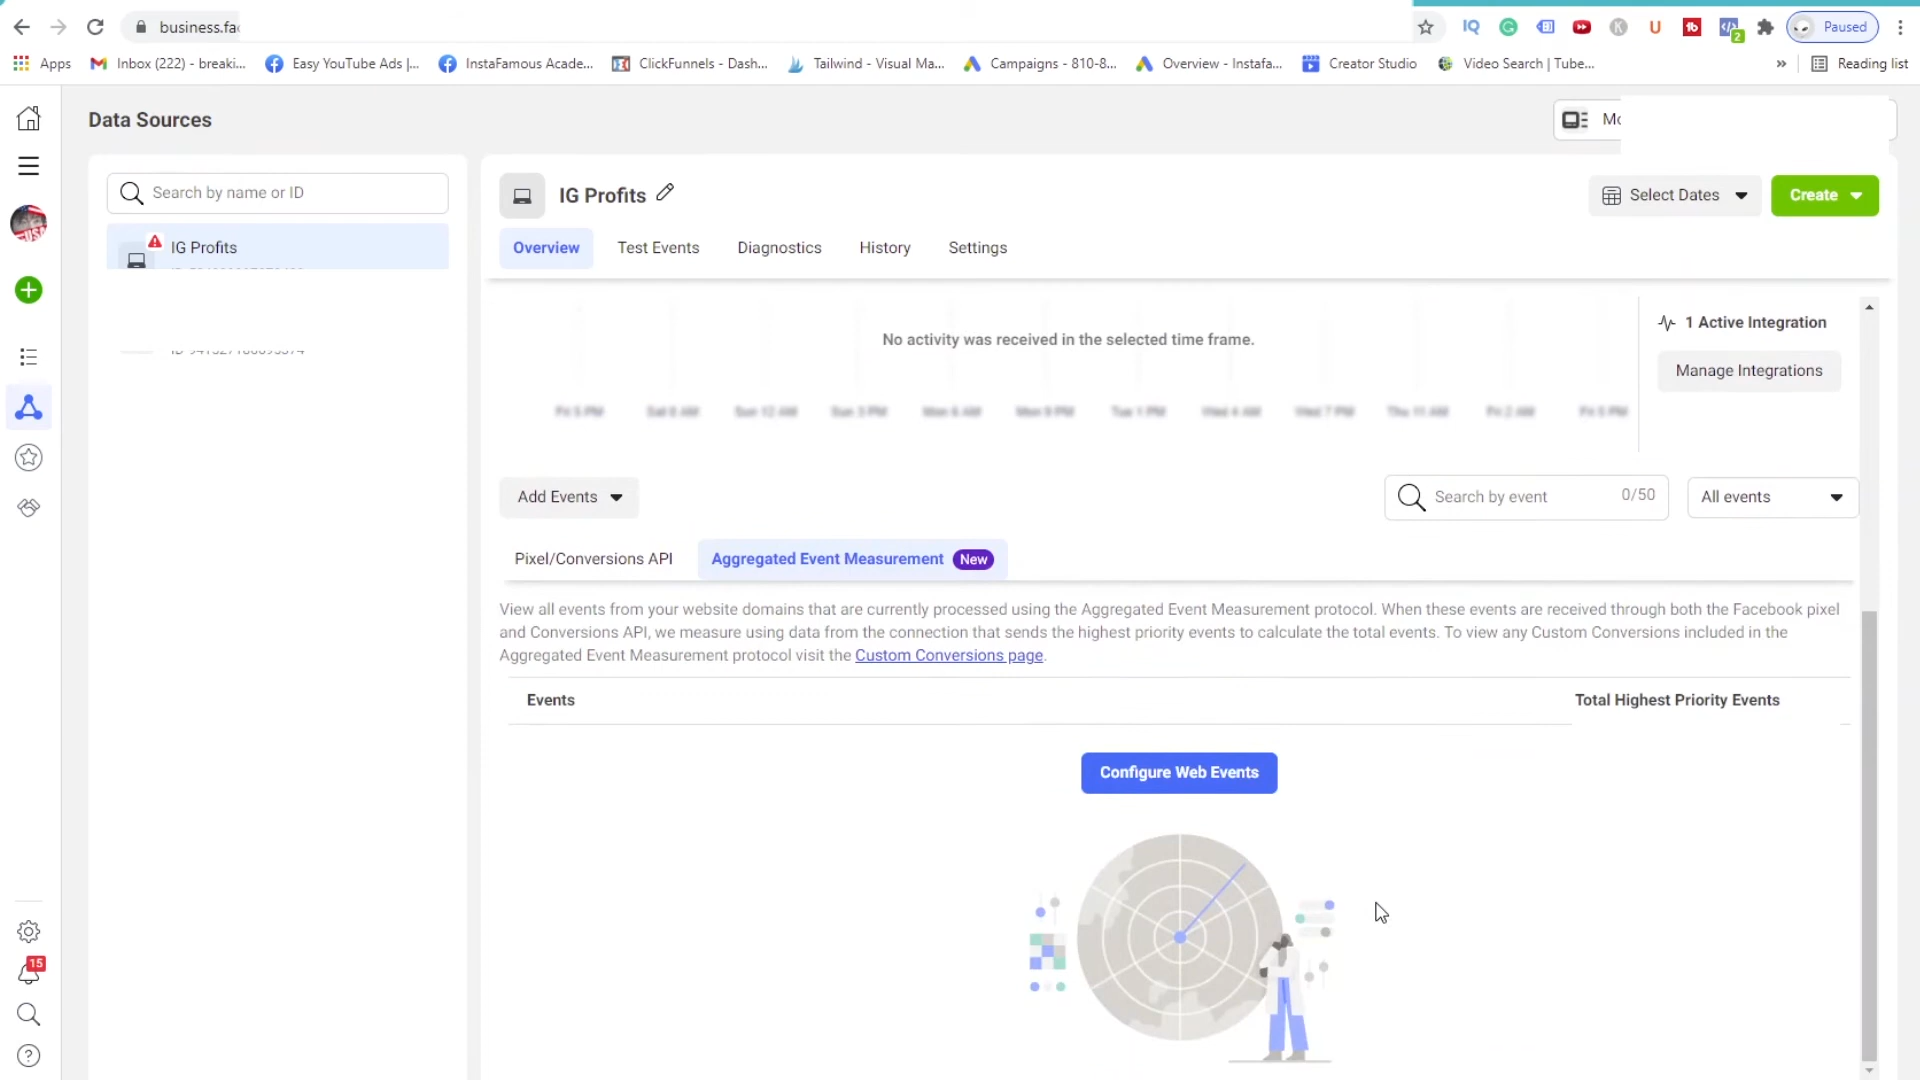 business.fa
Paused
2
Apps
Inbox (222) - breaki...
Easy YouTube Ads |...
InstaFamous Acade...
ClickFunnels - Dash...
Tailwind - Visual Ma...
Campaigns - 810-8...
Overview - Instafa...
Creator Studio
Video Search | Tube...
»
Reading list
Data Sources
Search by name or ID
IG Profits
IG Profits
Select Dates
Create
Overview
Test Events
Diagnostics
History
Settings
No activity was received in the selected time frame.
1 Active Integration
Manage Integrations
Add Events
Search by event
0/50
All events
Pixel/Conversions API
Aggregated Event Measurement
New
View all events from your website domains that are currently processed using the Aggregated Event Measurement protocol. When these events are received through both the Facebook pixel
and Conversions API, we measure using data from the connection that sends the highest priority events to calculate the total events. To view any Custom Conversions included in the
Aggregated Event Measurement protocol visit the Custom Conversions page.
Events
Total Highest Priority Events
Configure Web Events
15